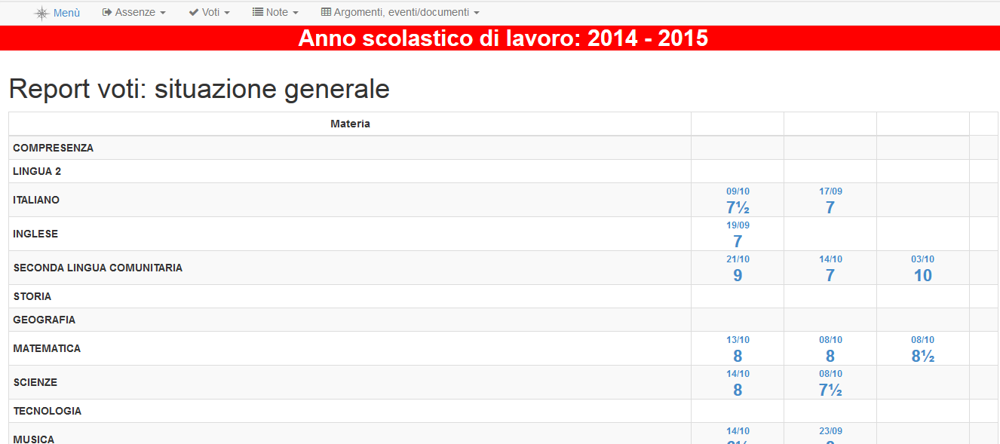 Menù Assenze Voti Note Argomenti, eventi/documenti
Anno scolastico di lavoro: 2014 - 2015
Report voti: situazione generale
Materia
COMPRESENZA
LINGUA 2
ITALIANO 09/10 7½ 17/09 7
INGLESE 19/09 7
SECONDA LINGUA COMUNITARIA 21/10 9 14/10 7 03/10 10
STORIA
GEOGRAFIA
MATEMATICA 13/10 8 08/10 8 08/10 8½
SCIENZE 14/10 8 08/10 7½
TECNOLOGIA
MUSICA 14/10 23/09